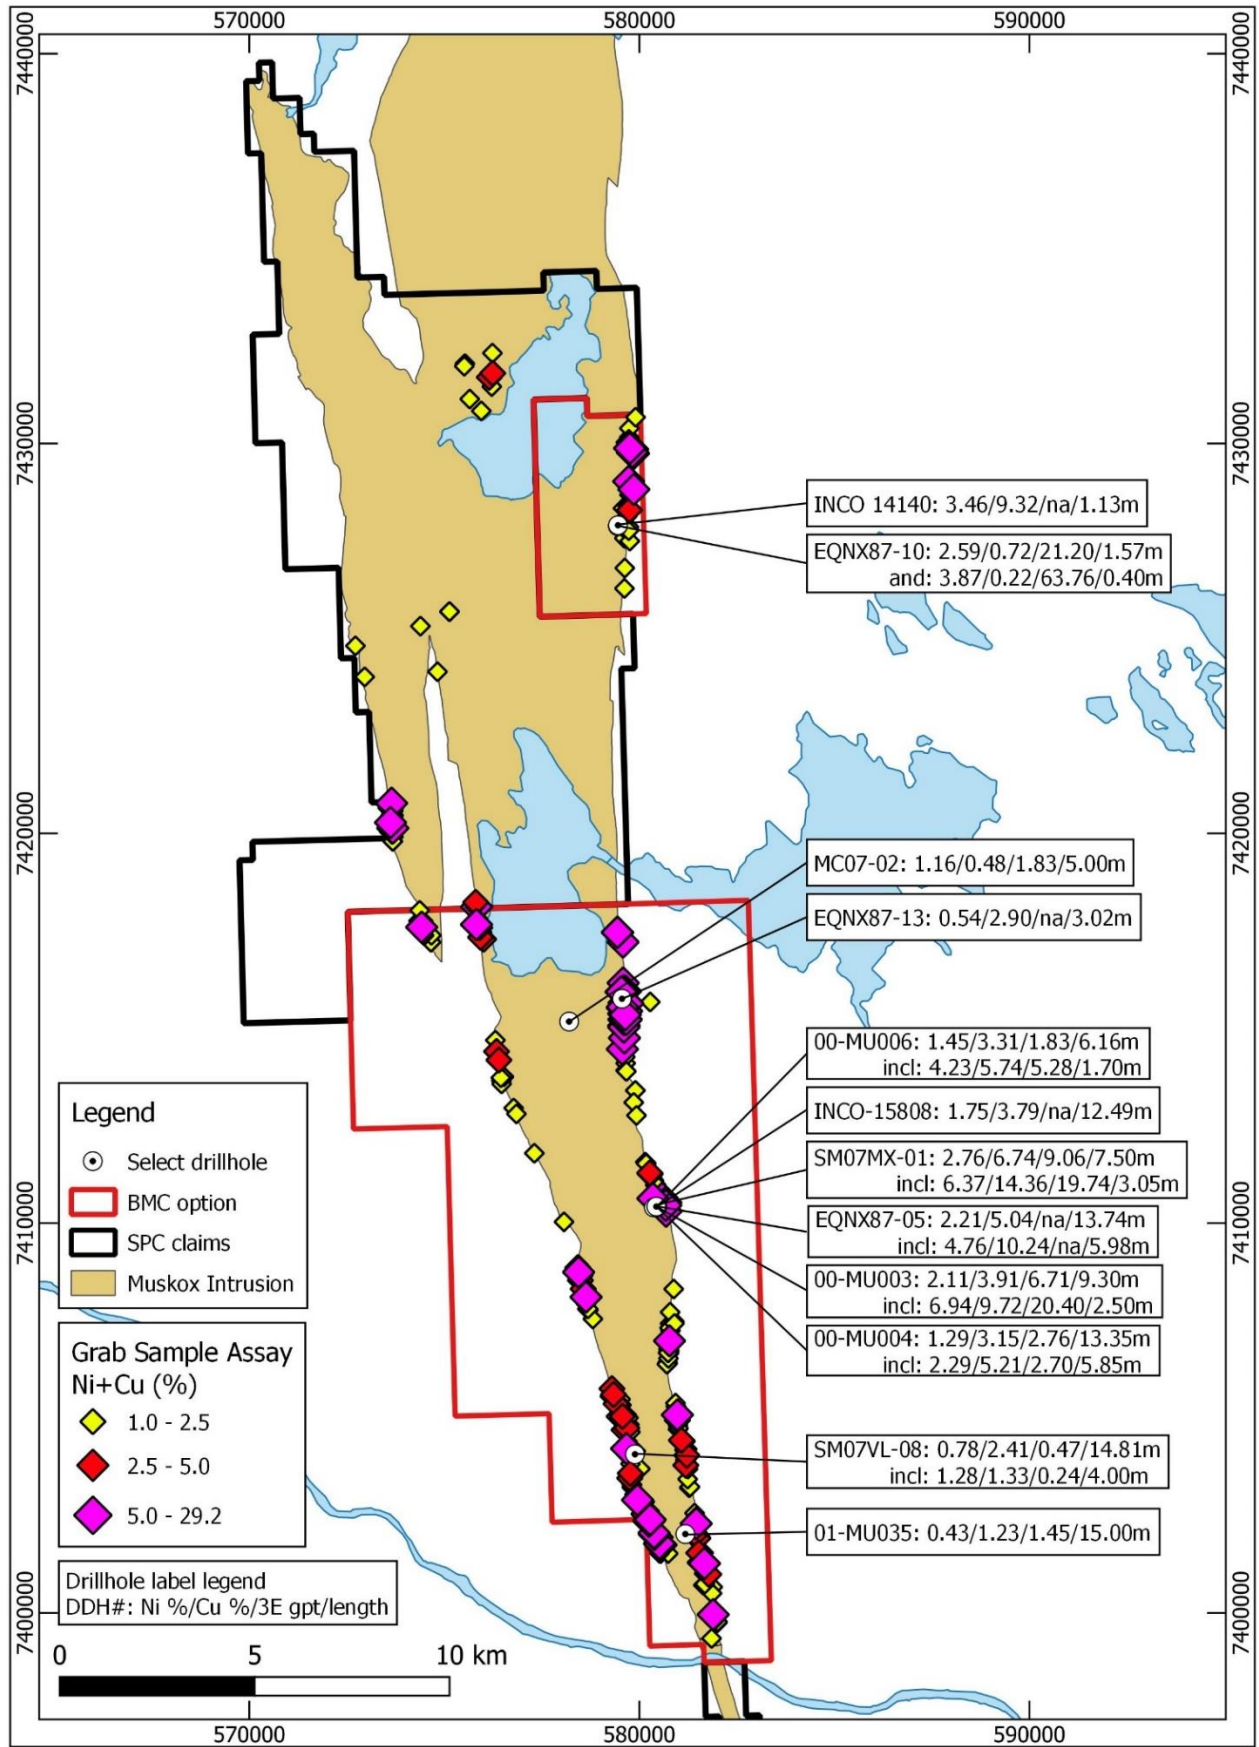 570000
580000
590000
7440000
7440000
7430000
7430000
INCO 14140: 3.46/9.32/na/1.13m
EQNX87-10: 2.59/0.72/21.20/1.57m
and: 3.87/0.22/63.76/0.40m
7420000
7420000
MC07-02: 1.16/0.48/1.83/5.00m
EQNX87-13: 0.54/2.90/na/3.02m
00-MU006: 1.45/3.31/1.83/6.16m
incl: 4.23/5.74/5.28/1.70m
INCO-15808: 1.75/3.79/na/12.49m
SM07MX-01: 2.76/6.74/9.06/7.50m
incl: 6.37/14.36/19.74/3.05m
7410000
7410000
EQNX87-05: 2.21/5.04/na/13.74m
incl: 4.76/10.24/na/5.98m
00-MU003: 2.11/3.91/6.71/9.30m
incl: 6.94/9.72/20.40/2.50m
00-MU004: 1.29/3.15/2.76/13.35m
incl: 2.29/5.21/2.70/5.85m
SM07VL-08: 0.78/2.41/0.47/14.81m
incl: 1.28/1.33/0.24/4.00m
01-MU035: 0.43/1.23/1.45/15.00m
Legend
Select drillhole
BMC option
SPC claims
Muskox Intrusion
Grab Sample Assay
Ni+Cu (%)
1.0 - 2.5
2.5 - 5.0
5.0 - 29.2
Drillhole label legend
DDH#: Ni %/Cu %/3E gpt/length
7400000
7400000
0
5
10 km
570000
580000
590000